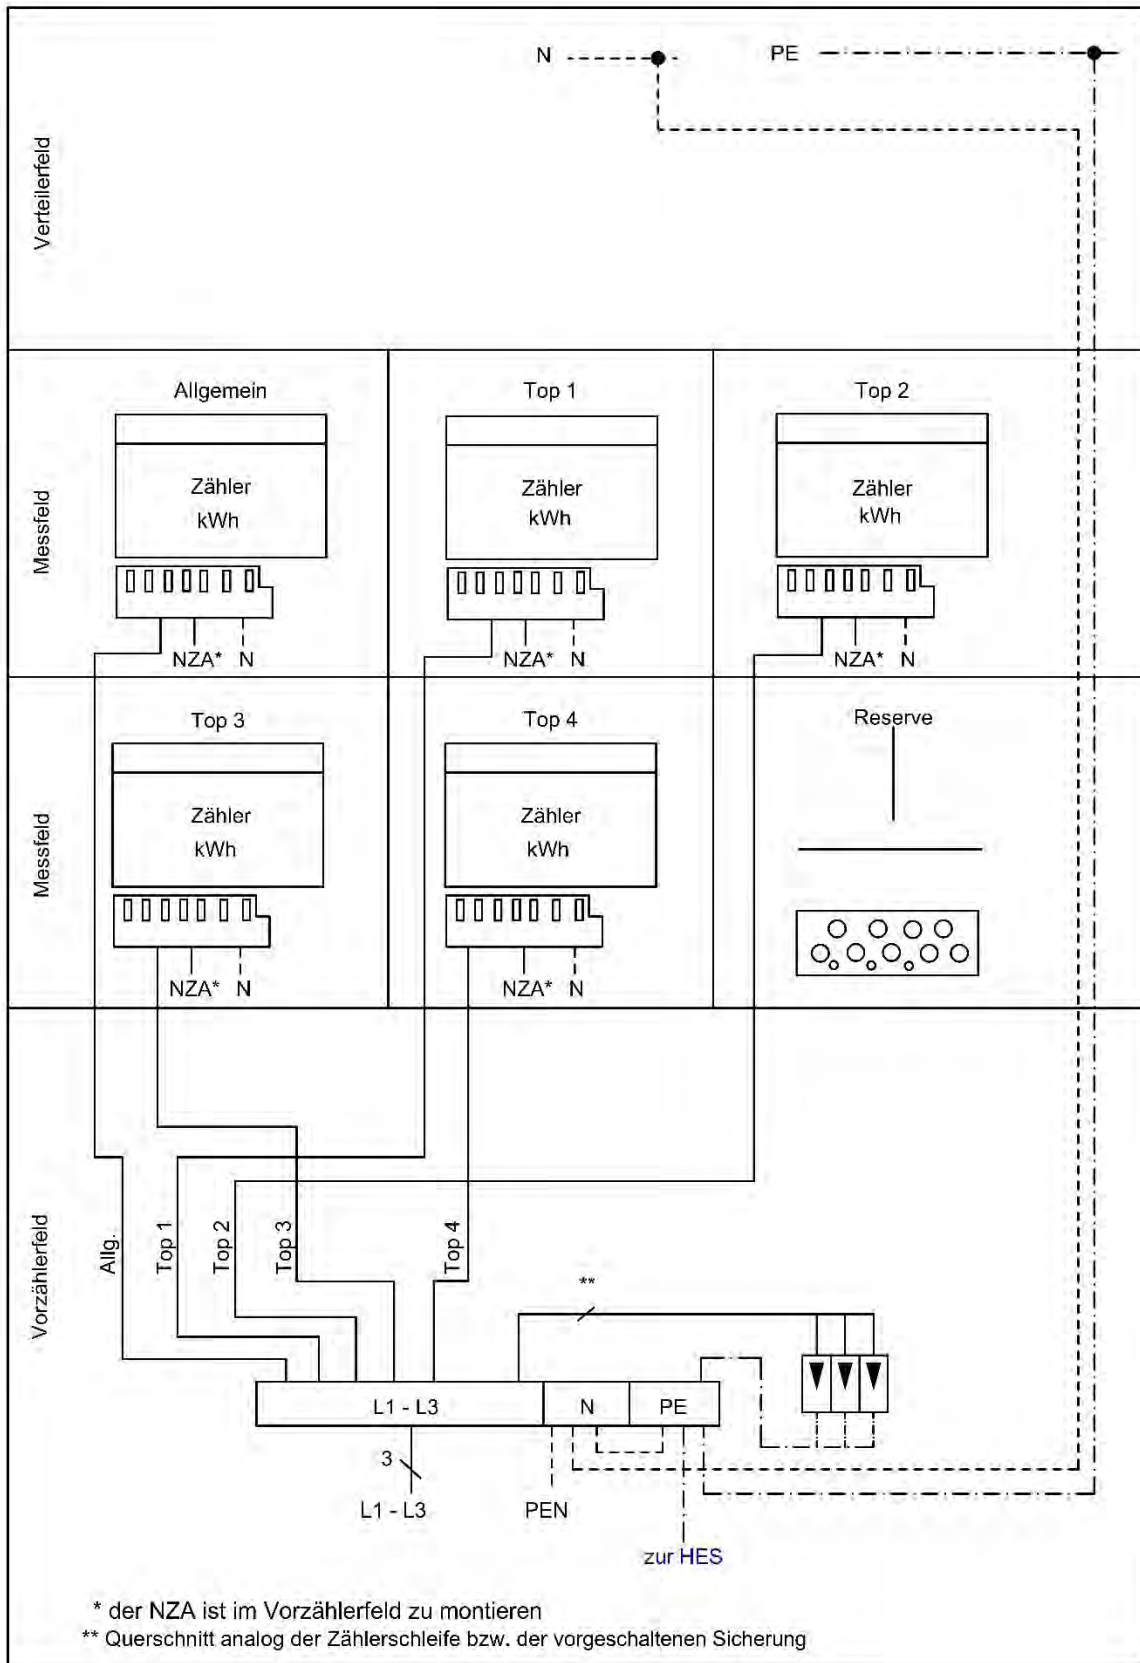 N
PE
Verteilerfeld
Allgemein
Top 1
Top 2
Zähler
kWh
Zähler
kWh
Zähler
kWh
Messfeld
NZA* N
NZA* N
NZA* N
Top 3
Top 4
Reserve
Zähler
kWh
Zähler
kWh
Messfeld
NZA* N
NZA* N
Vorzählerfeld
Allg.
Top 1
Top 2
Top 3
Top 4
**
L1 - L3
N
PE
3
L1 - L3
PEN
zur HES
* der NZA ist im Vorzählerfeld zu montieren
** Querschnitt analog der Zählerschleife bzw. der vorgeschaltenen Sicherung